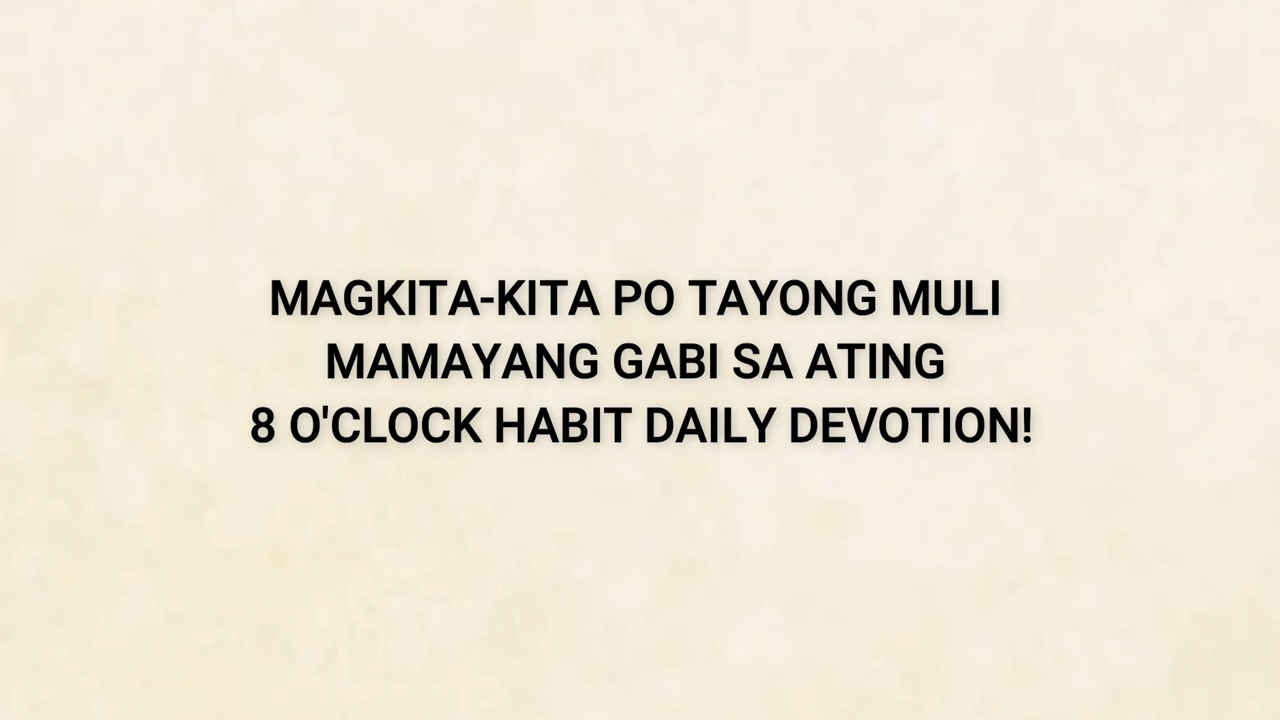 MAGKITA-KITA PO TAYONG MULI
MAMAYANG GABI SA ATING
8 O'CLOCK HABIT DAILY DEVOTION!